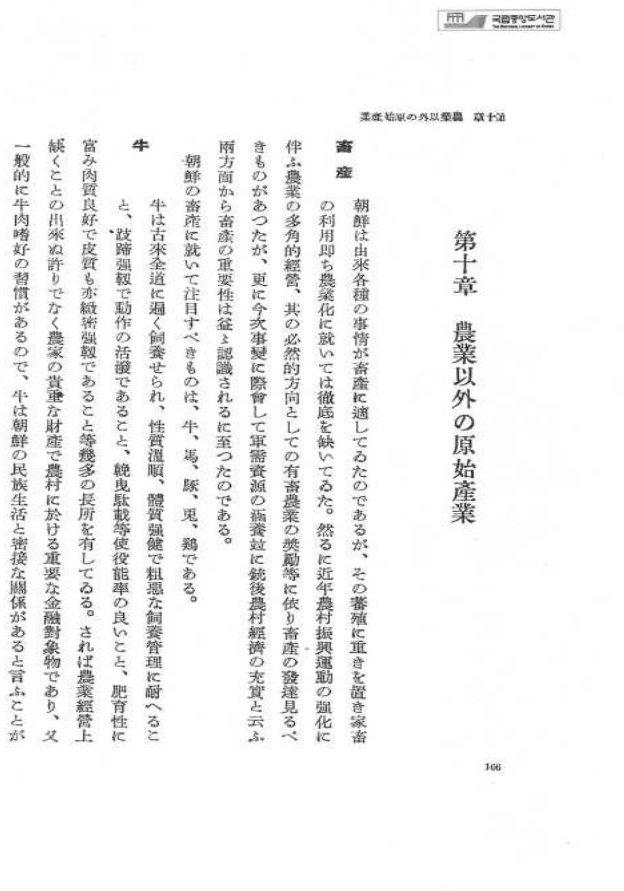 국립중앙도서관
THE NATIONAL LIBRARY OF KOREA
第十章 農業以外の原始産業
166
第十章 農業以外の原始產業
畜産
朝鮮は由來各種の事情が畜產に適してゐたのであるが、その蕃殖に重きを置き家畜
の利用卽ち農業化に就いては徹底を缺いてゐた。然るに近年農村振興運動の强化に
伴ふ農業の多角的經營、其の必然的方向としての有畜農業の奬勵等に依り畜產の發達見るべ
きものがあつたが、更に今次事變に際會して軍需資源の涵養竝に銃後農村經濟の充實と云ふ
兩方面から畜產の重要性は益〻認識されるに至つたのである。
朝鮮の畜產に就いて注目すべきものは、牛、馬、豚、兎、鷄である。
牛
牛は古來全道に遍く飼養せられ、性質溫順、體質强健で粗惡な飼養管理に耐へるこ
と、跂蹄强靱で動作の活潑であること、輓曳駄載等使役能率の良いこと、肥育性に
富み肉質良好で皮質も亦緻密强靱であること等幾多の長所を有してゐる。されば農業經營上
缺くことの出來ぬ許りでなく農家の貴重な財產で農村に於ける重要な金融對象物であり、又
一般的に牛肉嗜好の習慣があるので、牛は朝鮮の民族生活と密接な關係があると言ふことが